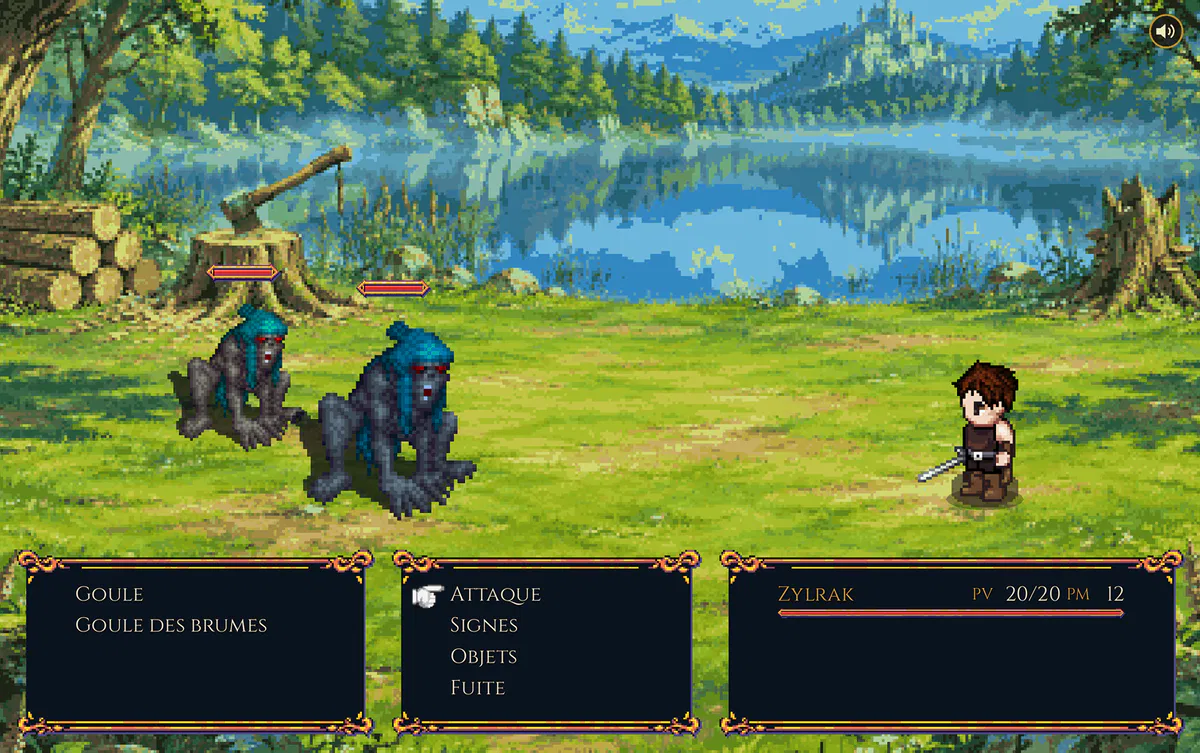 Goule
Goule des brumes
Attaque
Signes
Objets
Fuite
Zylrak PV 20/20 PM 12